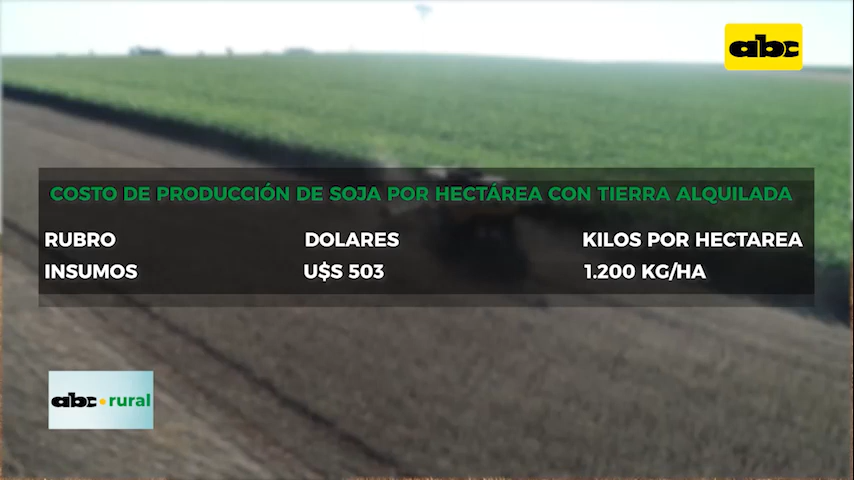 abc
COSTO DE PRODUCCIÓN DE SOJA POR HECTÁREA CON TIERRA ALQUILADA
RUBRO DOLARES KILOS POR HECTAREA
INSUMOS U$S 503 1.200 KG/HA
abc rural